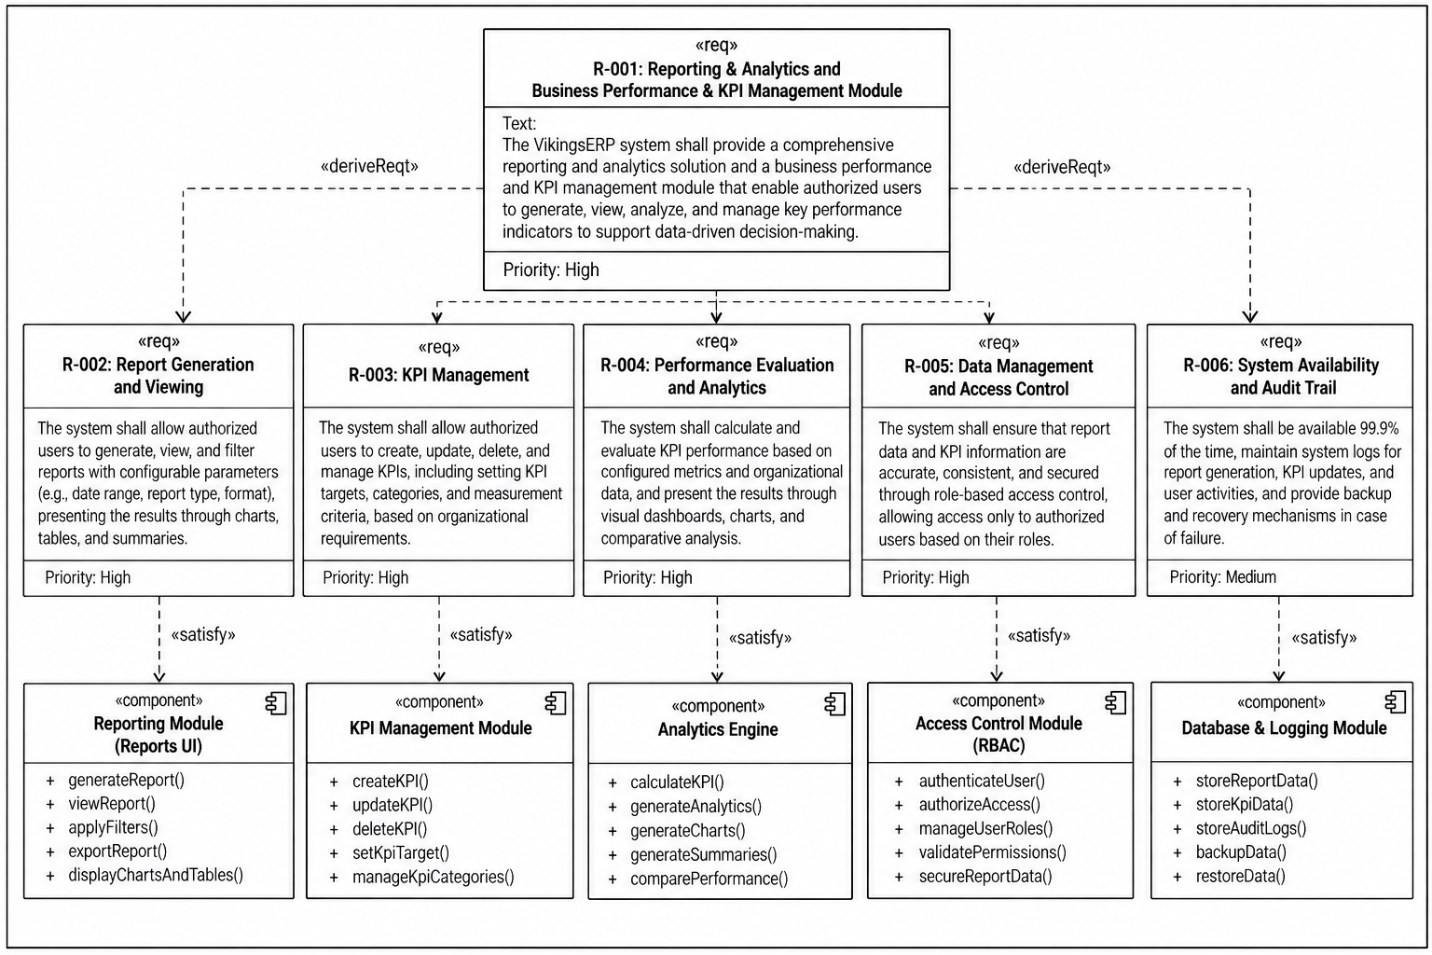 «req»
R-001: Reporting & Analytics and
Business Performance & KPI Management Module
Text:
The VikingsERP system shall provide a comprehensive
reporting and analytics solution and a business performance
and KPI management module that enable authorized users
to generate, view, analyze, and manage key performance
indicators to support data-driven decision-making.
Priority: High
«deriveReqt»
«deriveReqt»
«req»
R-002: Report Generation
and Viewing
The system shall allow authorized
users to generate, view, and filter
reports with configurable parameters
(e.g., date range, report type, format),
presenting the results through charts,
tables, and summaries.
Priority: High
«req»
R-003: KPI Management
The system shall allow authorized
users to create, update, delete, and
manage KPIs, including setting KPI
targets, categories, and measurement
criteria, based on organizational
requirements.
Priority: High
«req»
R-004: Performance Evaluation
and Analytics
The system shall calculate and
evaluate KPI performance based on
configured metrics and organizational
data, and present the results through
visual dashboards, charts, and
comparative analysis.
Priority: High
«req»
R-005: Data Management
and Access Control
The system shall ensure that report
data and KPI information are
accurate, consistent, and secured
through role-based access control,
allowing access only to authorized
users based on their roles.
Priority: High
«req»
R-006: System Availability
and Audit Trail
The system shall be available 99.9%
of the time, maintain system logs for
report generation, KPI updates, and
user activities, and provide backup
and recovery mechanisms in case
of failure.
Priority: Medium
«satisfy»
«satisfy»
«satisfy»
«satisfy»
«satisfy»
«component»
Reporting Module
(Reports UI)
+ generateReport()
+ viewReport()
+ applyFilters()
+ exportReport()
+ displayChartsAndTables()
«component»
KPI Management Module
+ createKPI()
+ updateKPI()
+ deleteKPI()
+ setKpiTarget()
+ manageKpiCategories()
«component»
Analytics Engine
+ calculateKPI()
+ generateAnalytics()
+ generateCharts()
+ generateSummaries()
+ comparePerformance()
«component»
Access Control Module
(RBAC)
+ authenticateUser()
+ authorizeAccess()
+ manageUserRoles()
+ validatePermissions()
+ secureReportData()
«component»
Database & Logging Module
+ storeReportData()
+ storeKpiData()
+ storeAuditLogs()
+ backupData()
+ restoreData()